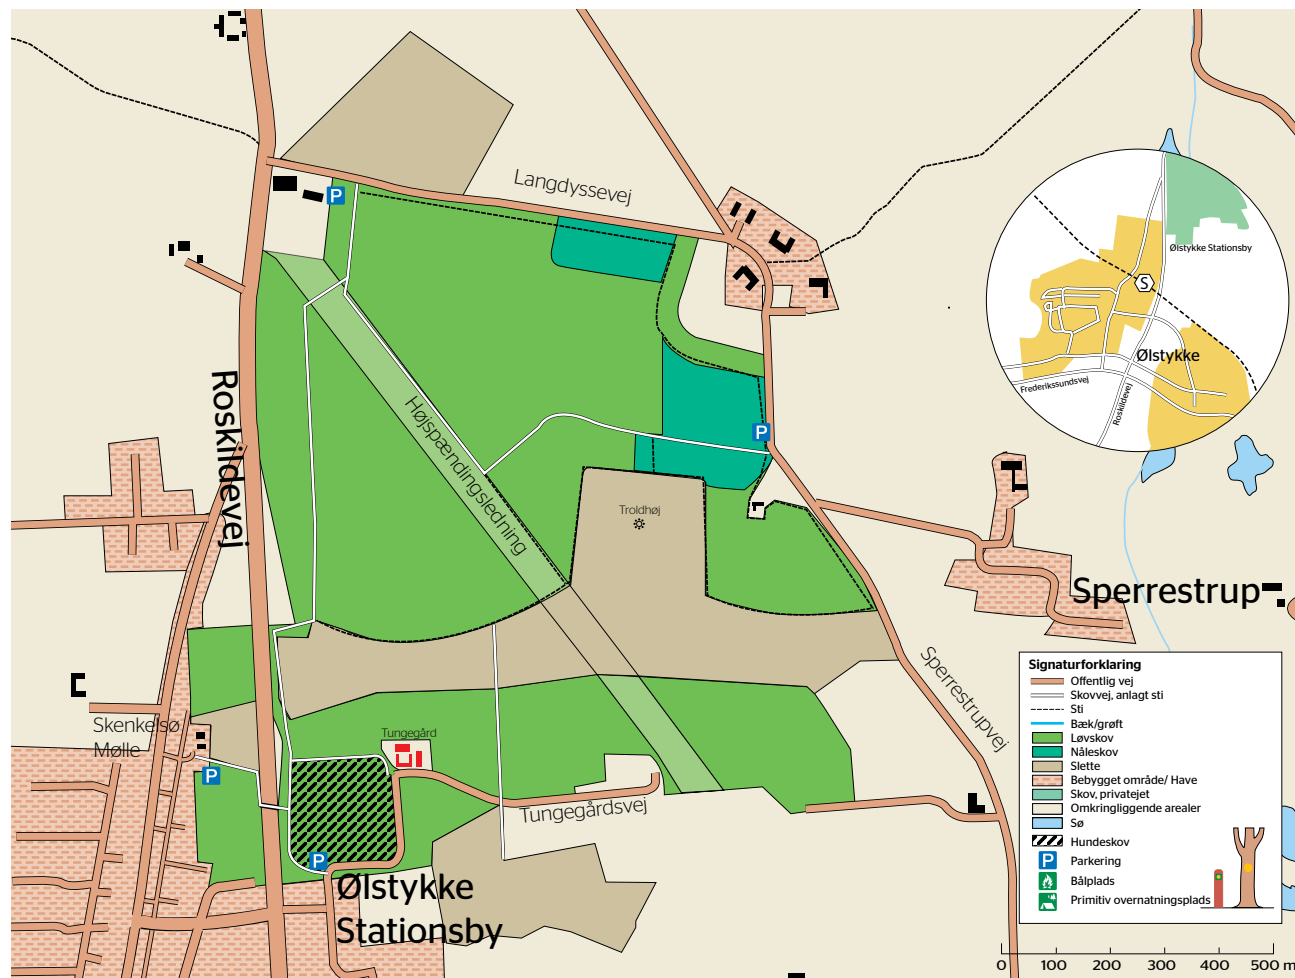 P
Langdyssevej
Roskildevej
Højspændingsledning
P
Troldhøj
Ølstykke Stationsby
S
Ølstykke
Frederikssundsvej
Roskildevej
Sperrestrup
Sperrestrupvej
Skenkelsø
Mølle
P
Tungegård
Tungegårdsvej
P
Ølstykke
Stationsby
Signaturforklaring
Offentlig vej
Skovvej, anlagt sti
Sti
Bæk/grøft
Løvskov
Nåleskov
Slette
Bebygget område/ Have
Skov, privatejet
Omkringliggende arealer
Sø
Hundeskov
P Parkering
Bålplads
Primitiv overnatningsplads
0 100 200 300 400 500 m